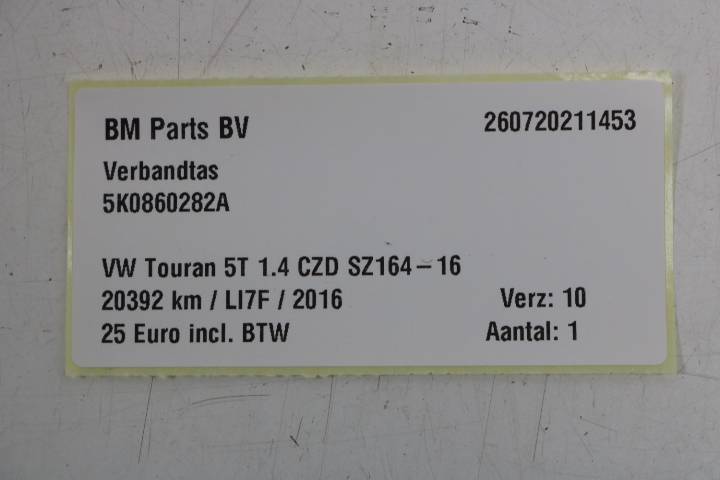 BM Parts BV 260720211453
Verbandtas
5K0860282A
VW Touran 5T 1.4 CZD SZ164-16
20392 km / LI7F / 2016 Verz: 10
25 Euro incl. BTW Aantal: 1